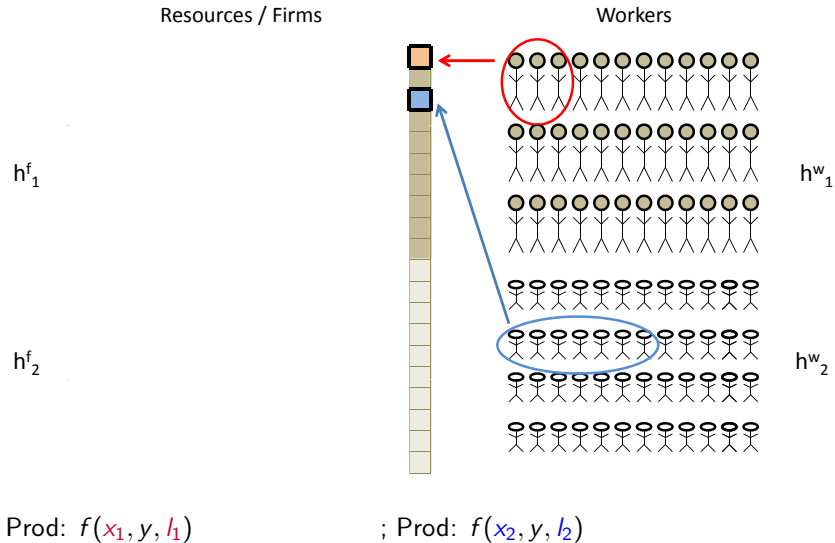 Resources / Firms Workers
h^f_1 h^w_1
h^f_2 h^w_2
Prod: f(x_1, y, l_1) ; Prod: f(x_2, y, l_2)